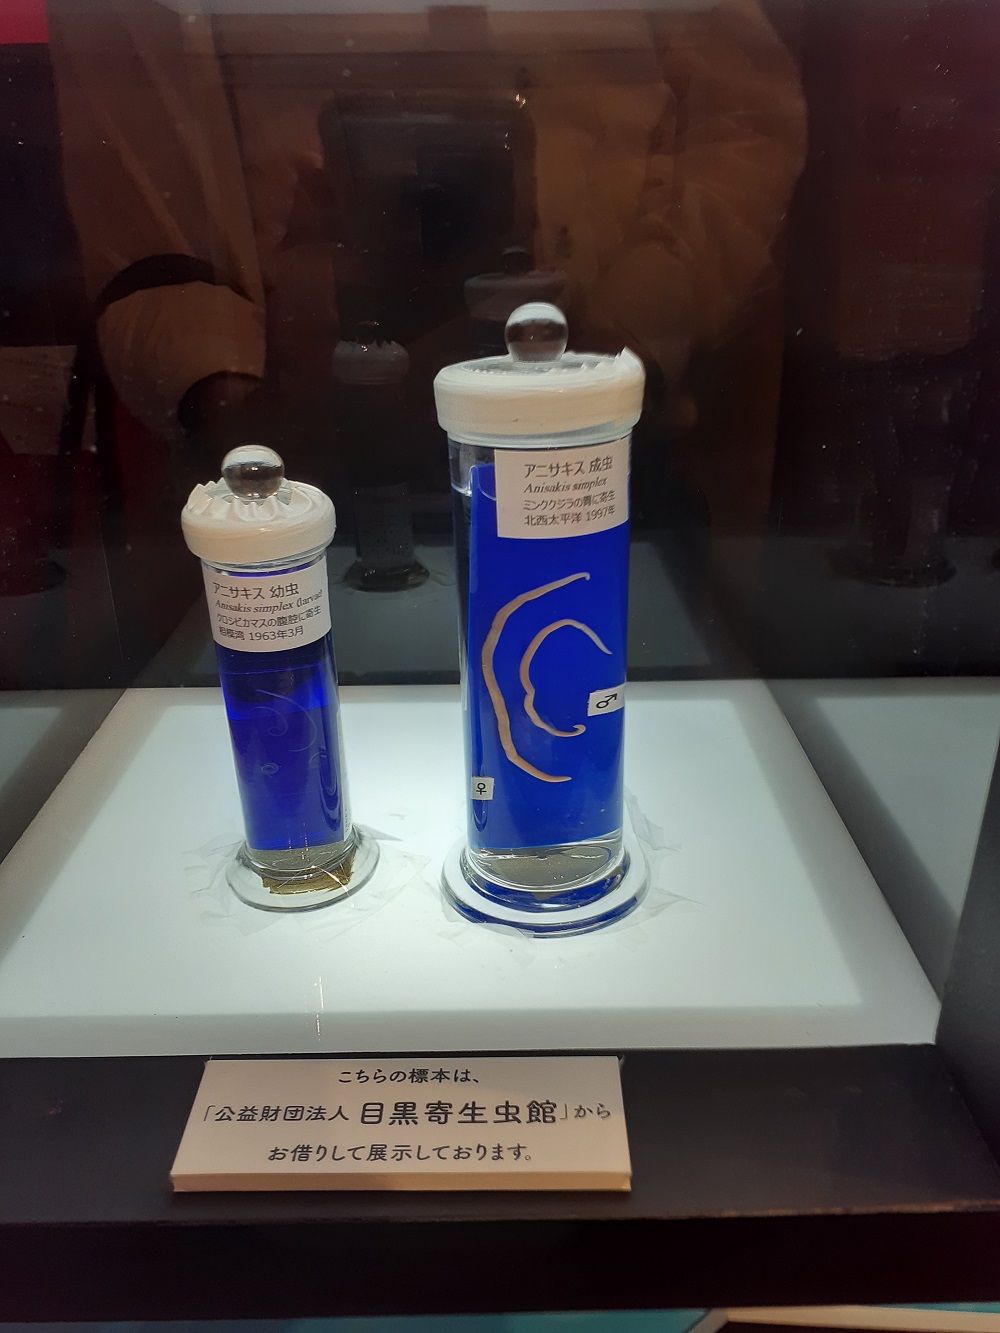 アニサキス 幼虫
Anisakis simplex (larva)
クロシビカマスの腹腔に寄生
相模湾 1963年3月
アニサキス 成虫
Anisakis simplex
ミンククジラの胃に寄生
北西太平洋 1997年
♂
♀
こちらの標本は、
「公益財団法人 目黒寄生虫館」から
お借りして展示しております。